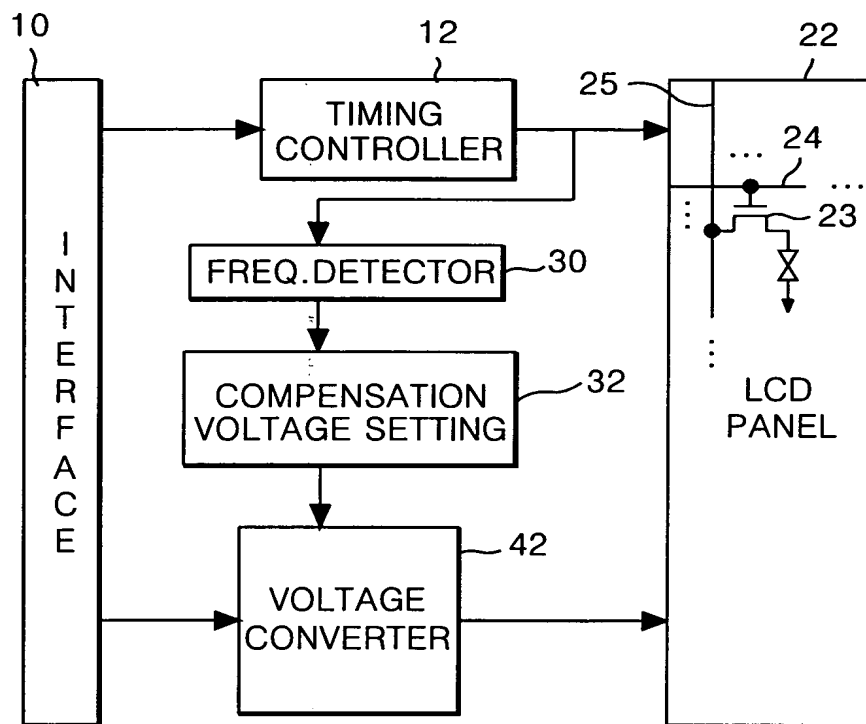 10
12
22
TIMING
CONTROLLER
25
...
24
...
...
23
FREQ.DETECTOR
30
...
COMPENSATION
VOLTAGE SETTING
32
LCD
PANEL
INTERFACE
42
VOLTAGE
CONVERTER